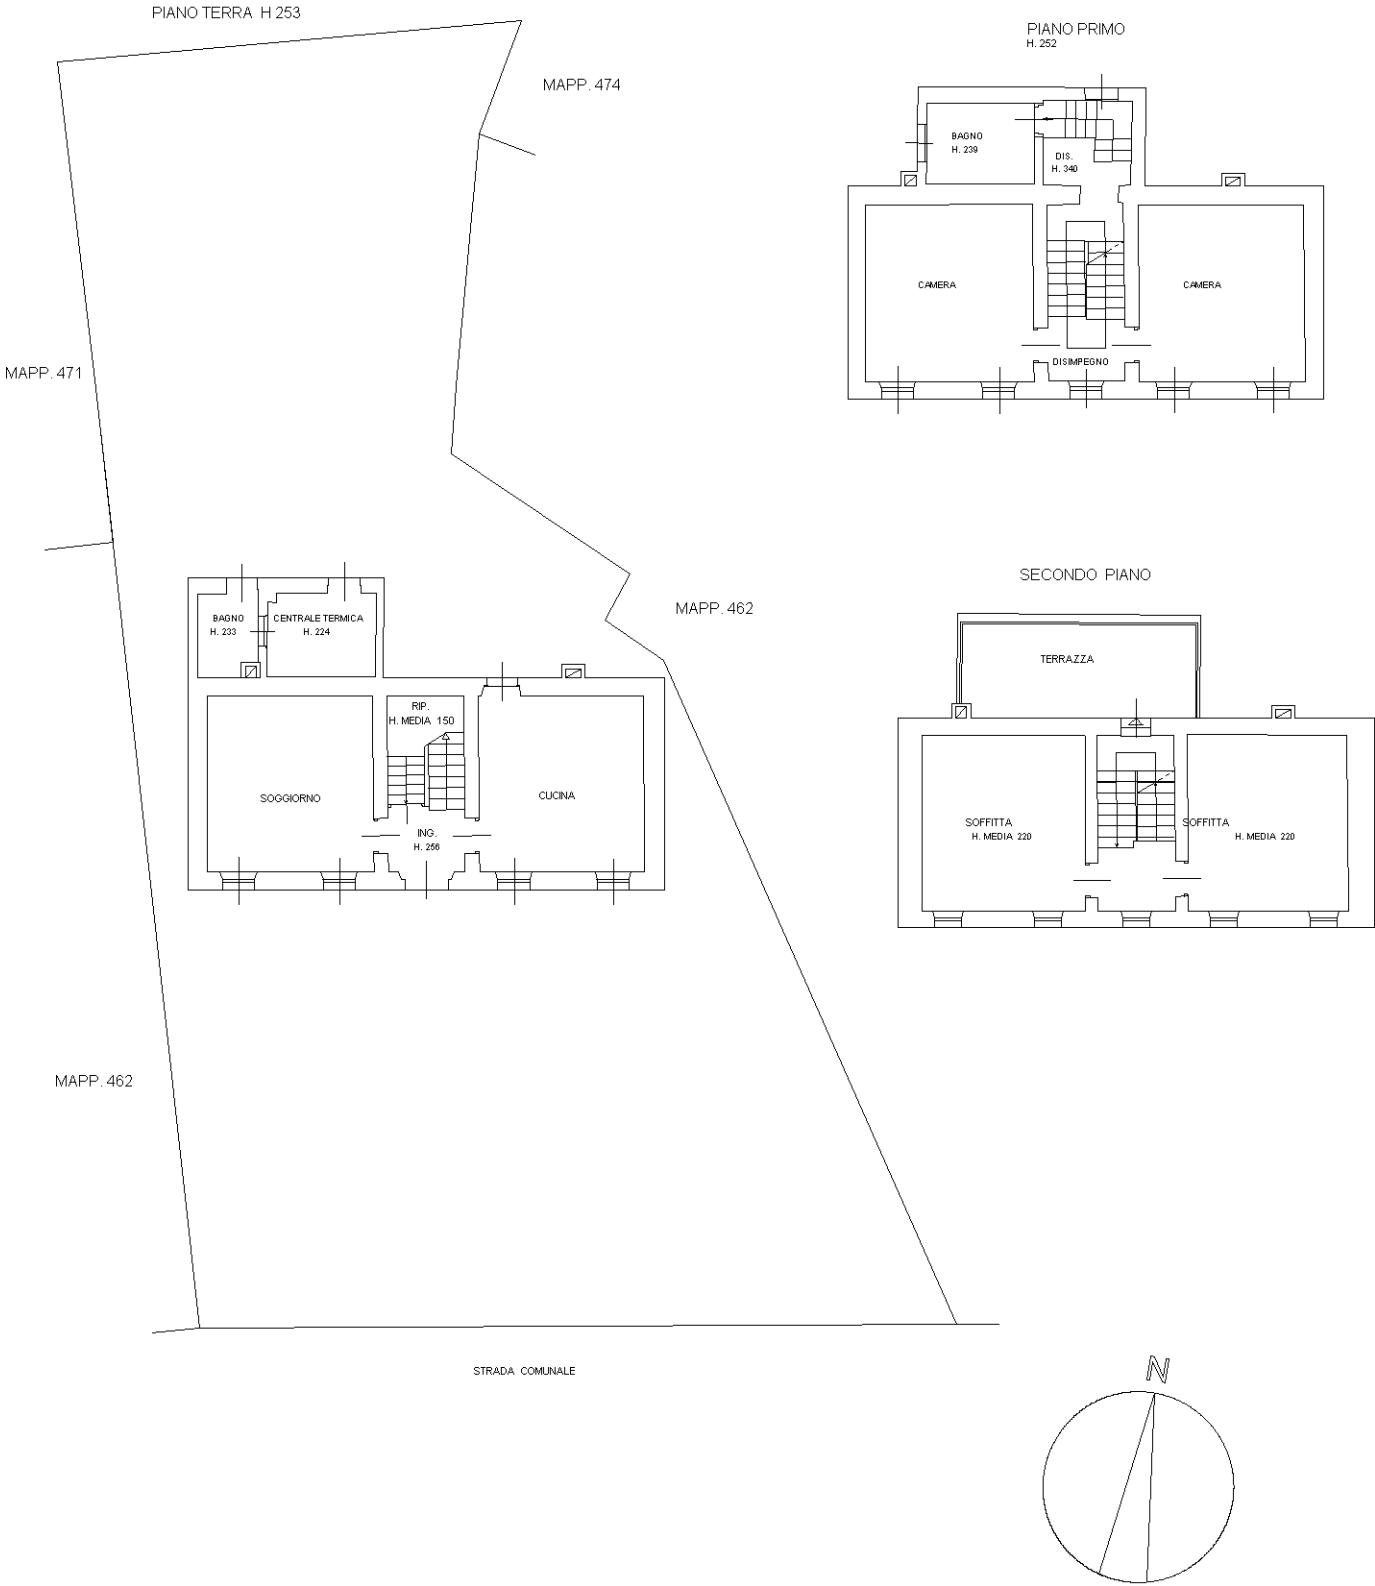 PIANO TERRA H 253
MAPP. 474
MAPP. 471
MAPP. 462
BAGNO
H. 233
CENTRALE TERMICA
H. 224
RIP.
H. MEDIA 150
SOGGIORNO
CUCINA
ING.
H. 256
MAPP. 462
STRADA COMUNALE
PIANO PRIMO
H. 252
BAGNO
H. 239
DIS.
H. 340
CAMERA
CAMERA
DISIMPEGNO
SECONDO PIANO
TERRAZZA
SOFFITTA
H. MEDIA 220
SOFFITTA
H. MEDIA 220
N